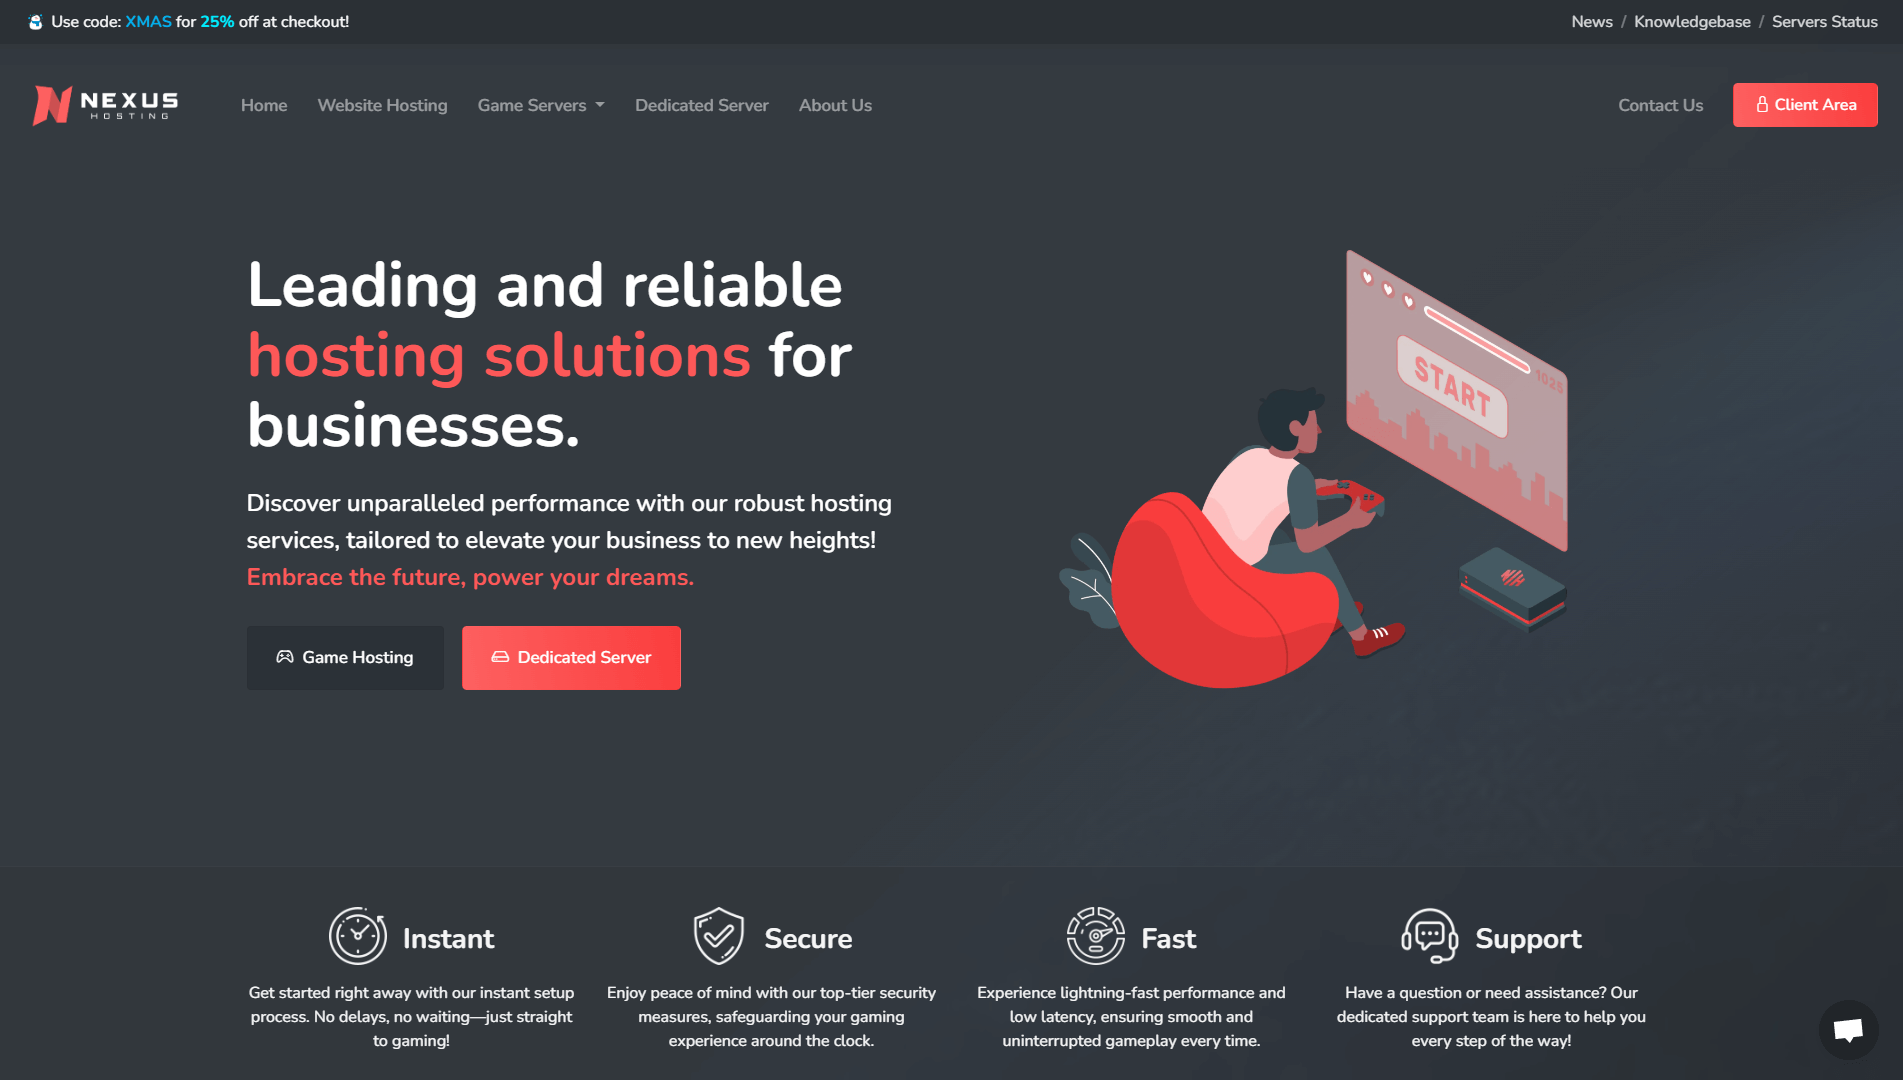 Use code: XMAS for 25% off at checkout!
News / Knowledgebase / Servers Status
NEXUS
HOSTING
Home
Website Hosting
Game Servers
Dedicated Server
About Us
Contact Us
Client Area
Leading and reliable
hosting solutions for
businesses.
Discover unparalleled performance with our robust hosting
services, tailored to elevate your business to new heights!
Embrace the future, power your dreams.
Game Hosting
Dedicated Server
1025
START
Instant
Get started right away with our instant setup
process. No delays, no waiting—just straight
to gaming!
Secure
Enjoy peace of mind with our top-tier security
measures, safeguarding your gaming
experience around the clock.
Fast
Experience lightning-fast performance and
low latency, ensuring smooth and
uninterrupted gameplay every time.
Support
Have a question or need assistance? Our
dedicated support team is here to help you
every step of the way!